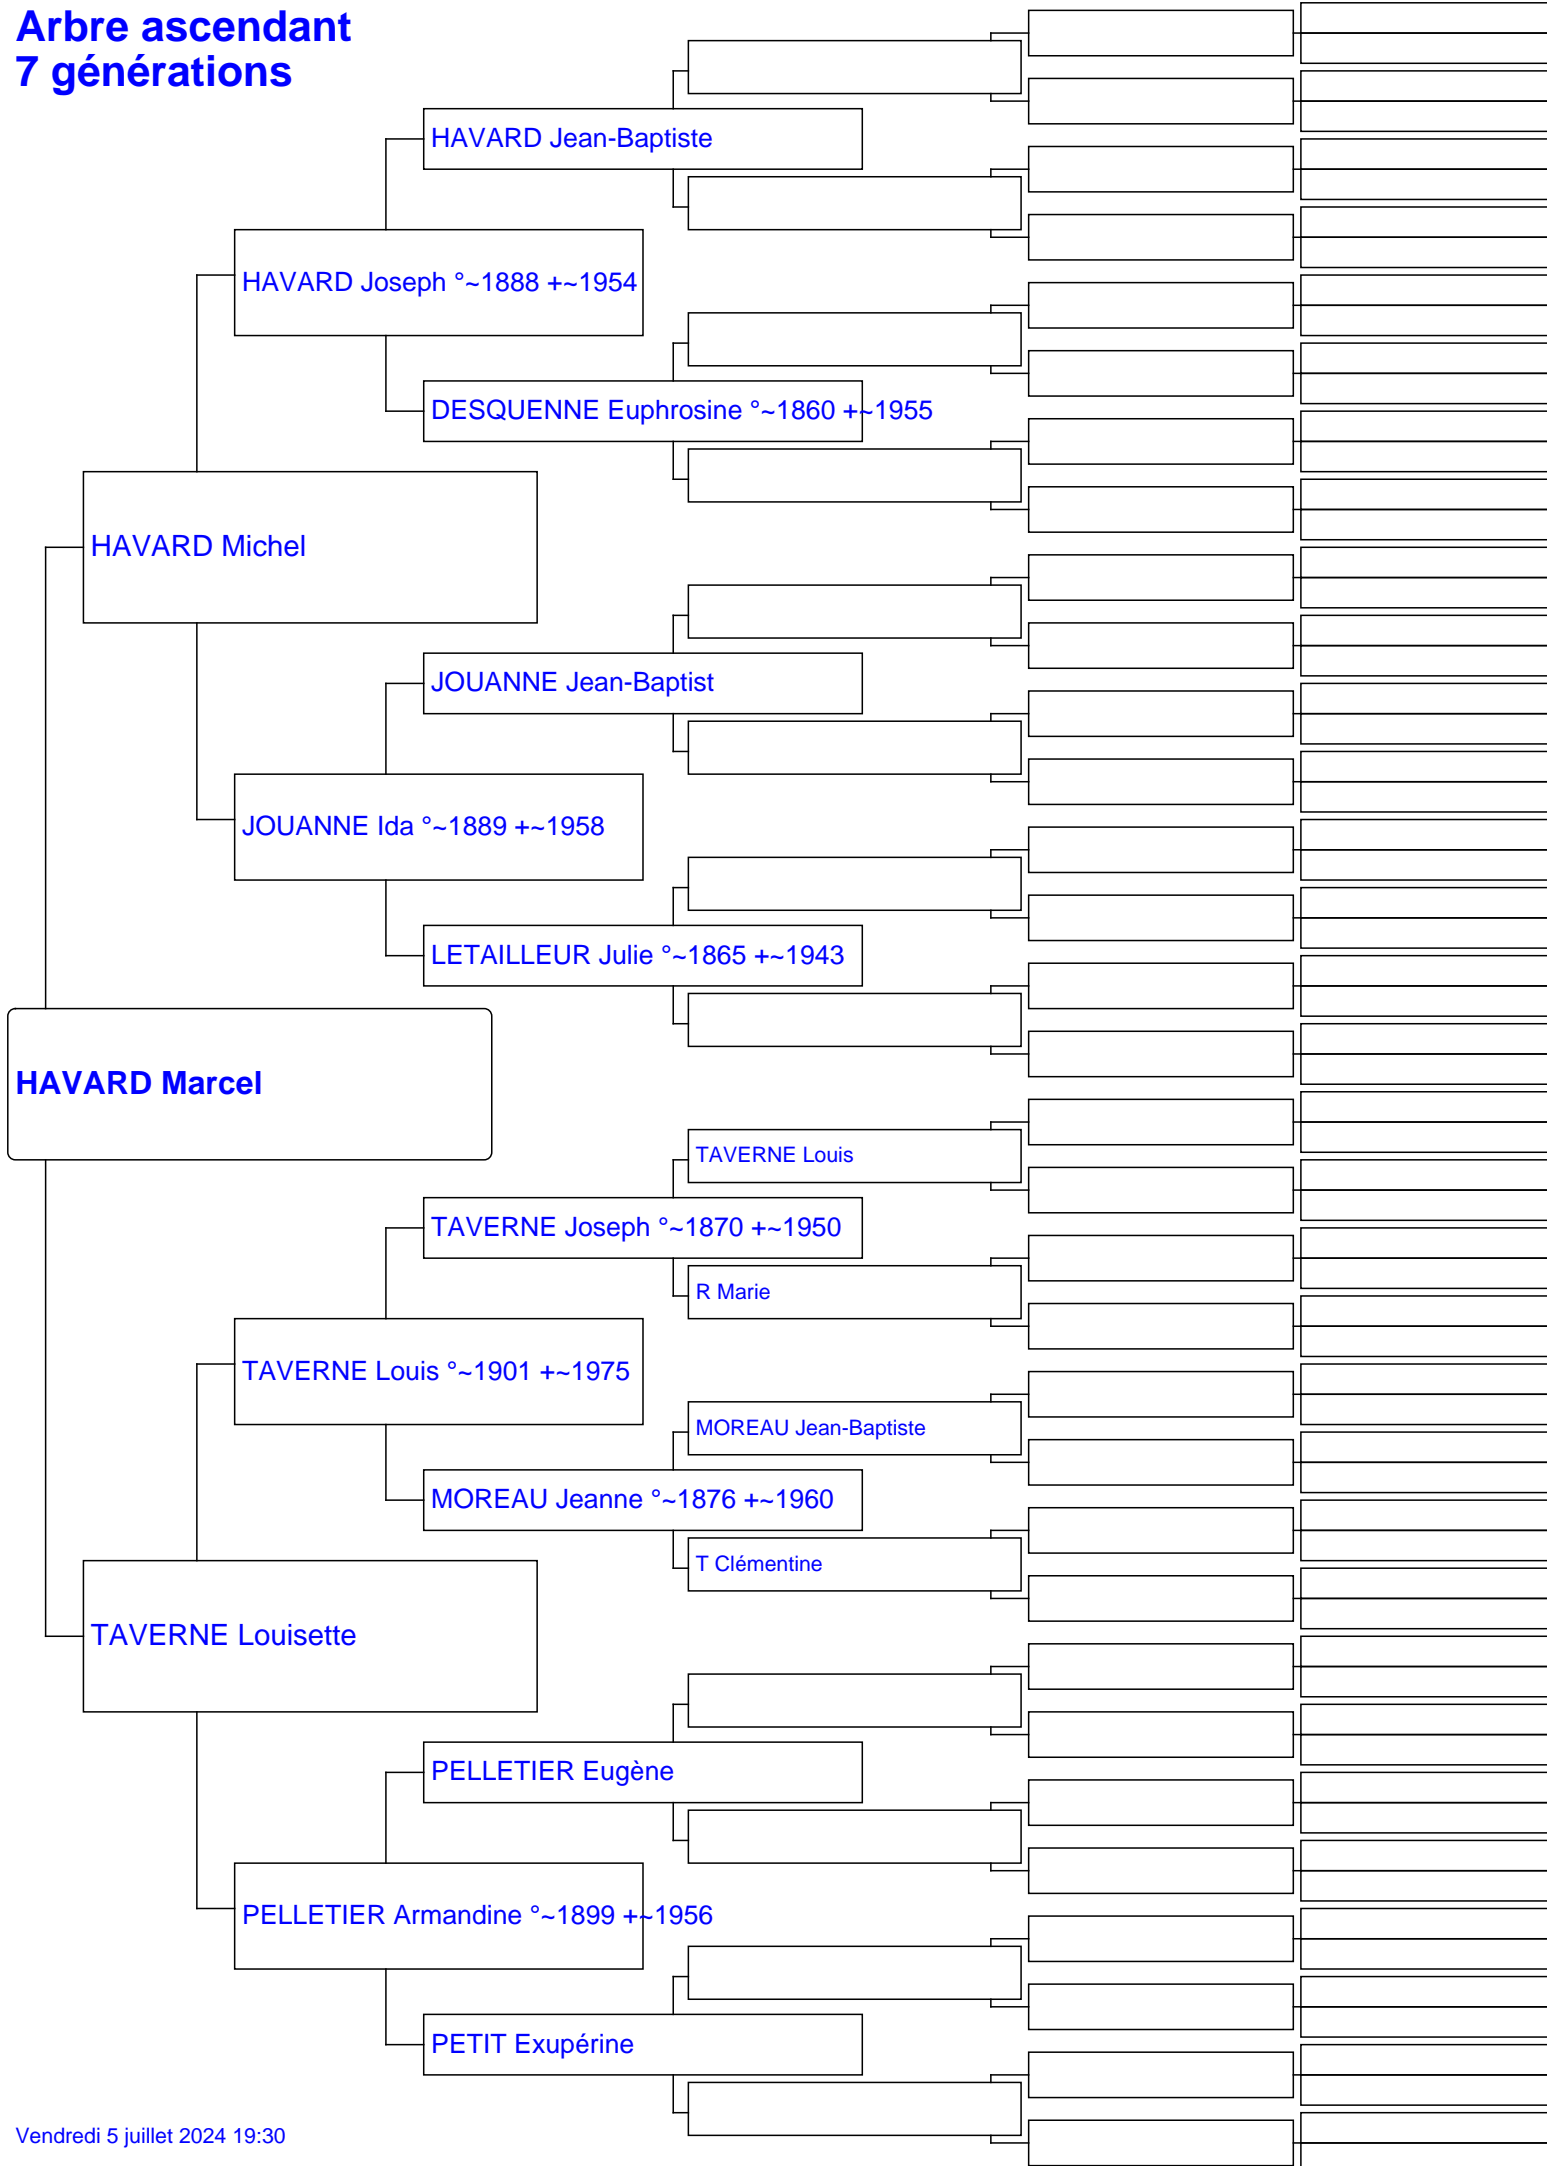 Arbre ascendant
7 générations
HAVARD Jean-Baptiste
HAVARD Joseph °~1888 +~1954
DESQUENNE Euphrosine °~1860 +~1955
HAVARD Michel
JOUANNE Jean-Baptist
JOUANNE Ida °~1889 +~1958
LETAILLEUR Julie °~1865 +~1943
HAVARD Marcel
TAVERNE Louis
TAVERNE Joseph °~1870 +~1950
R Marie
TAVERNE Louis °~1901 +~1975
MOREAU Jean-Baptiste
MOREAU Jeanne °~1876 +~1960
T Clémentine
TAVERNE Louisette
PELLETIER Eugène
PELLETIER Armandine °~1899 +~1956
PETIT Exupérine
Vendredi 5 juillet 2024 19:30